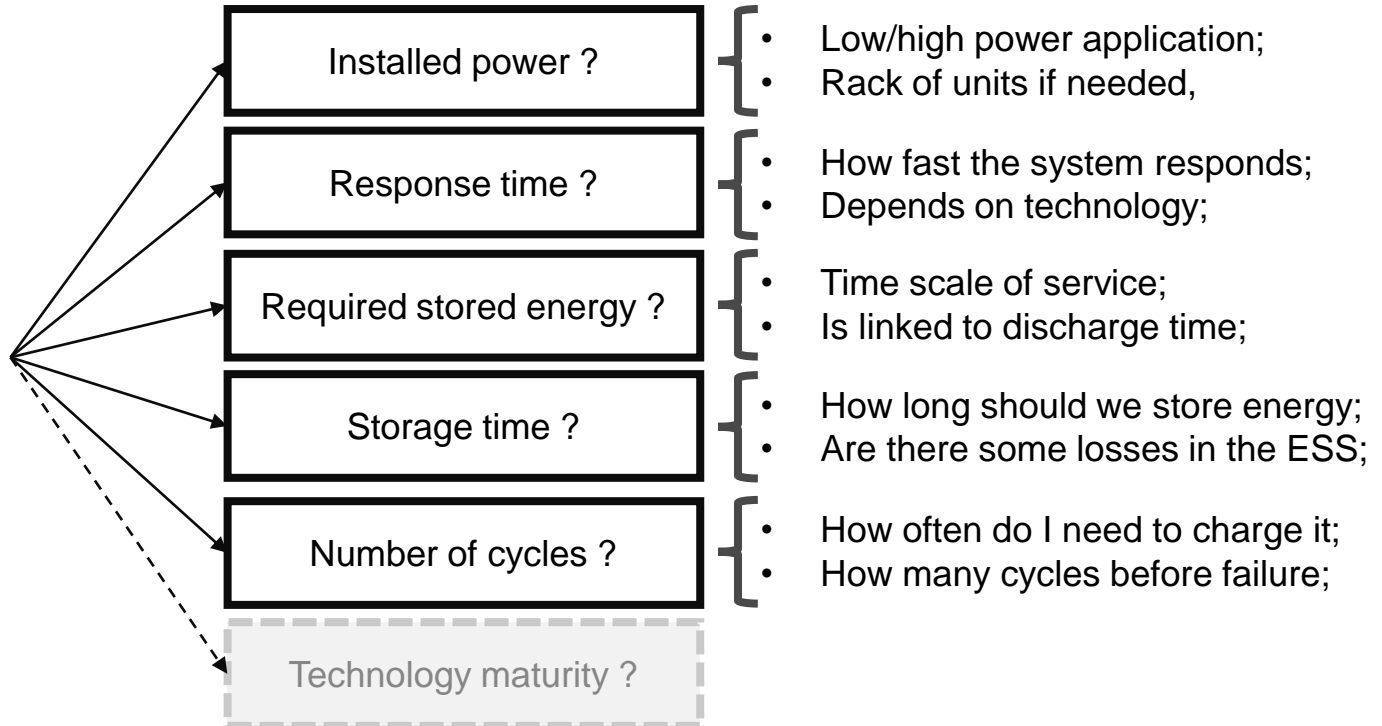 Installed power ?
• Low/high power application;
• Rack of units if needed,
Response time ?
• How fast the system responds;
• Depends on technology;
Required stored energy ?
• Time scale of service;
• Is linked to discharge time;
Storage time ?
• How long should we store energy;
• Are there some losses in the ESS;
Number of cycles ?
• How often do I need to charge it;
• How many cycles before failure;
Technology maturity ?